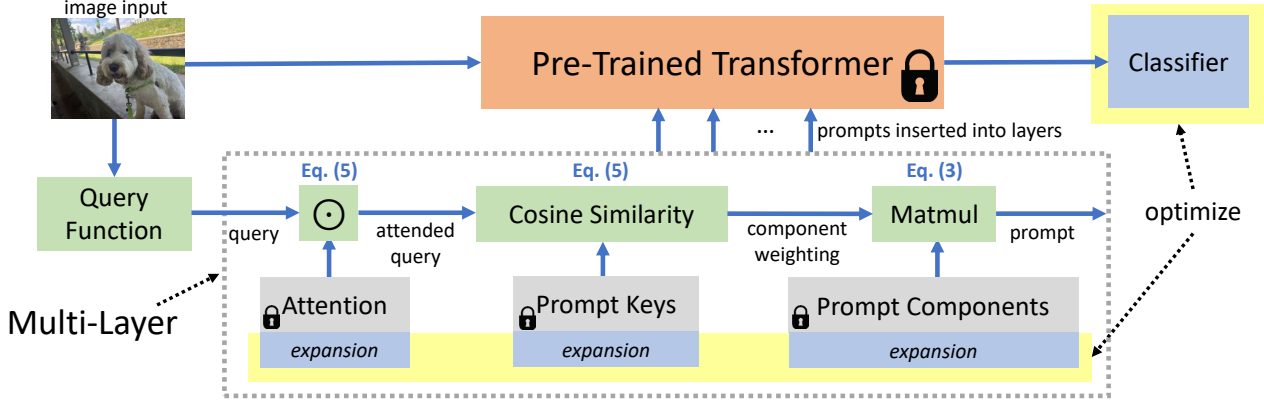 image input
Pre-Trained Transformer
Classifier
... prompts inserted into layers
Eq. (5)
Eq. (5)
Eq. (3)
Query
Function
query
⊙
attended
query
Cosine Similarity
component
weighting
Matmul
prompt
optimize
Multi-Layer
Attention
Prompt Keys
Prompt Components
expansion
expansion
expansion